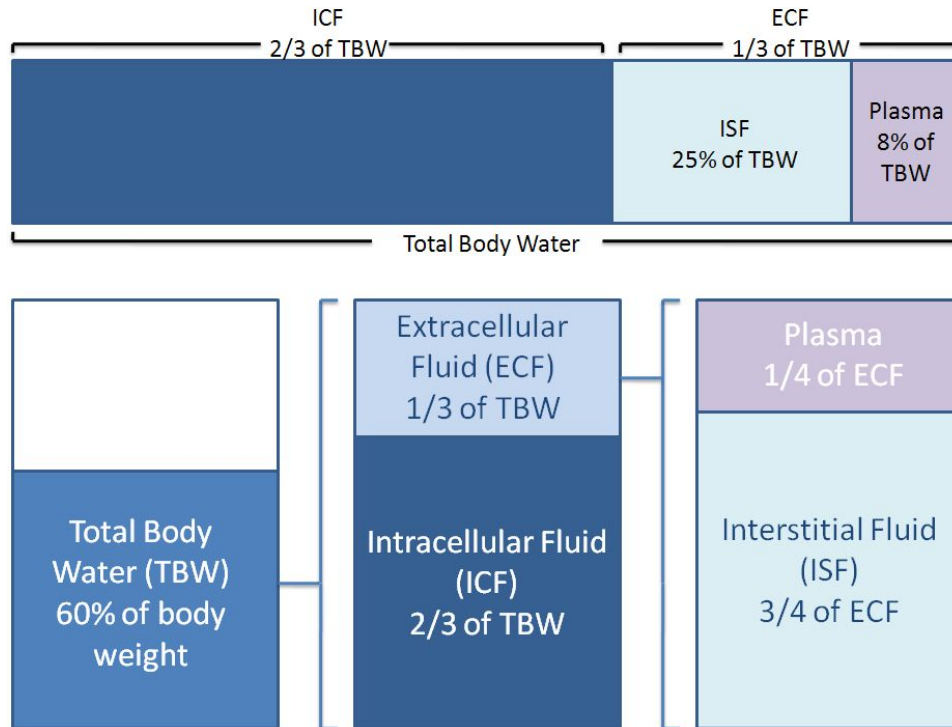 ICF
2/3 of TBW
ECF
1/3 of TBW
ISF
25% of TBW
Plasma
8% of
TBW
Total Body Water
Total Body
Water (TBW)
60% of body
weight
Extracellular
Fluid (ECF)
1/3 of TBW
Intracellular Fluid
(ICF)
2/3 of TBW
Plasma
1/4 of ECF
Interstitial Fluid
(ISF)
3/4 of ECF